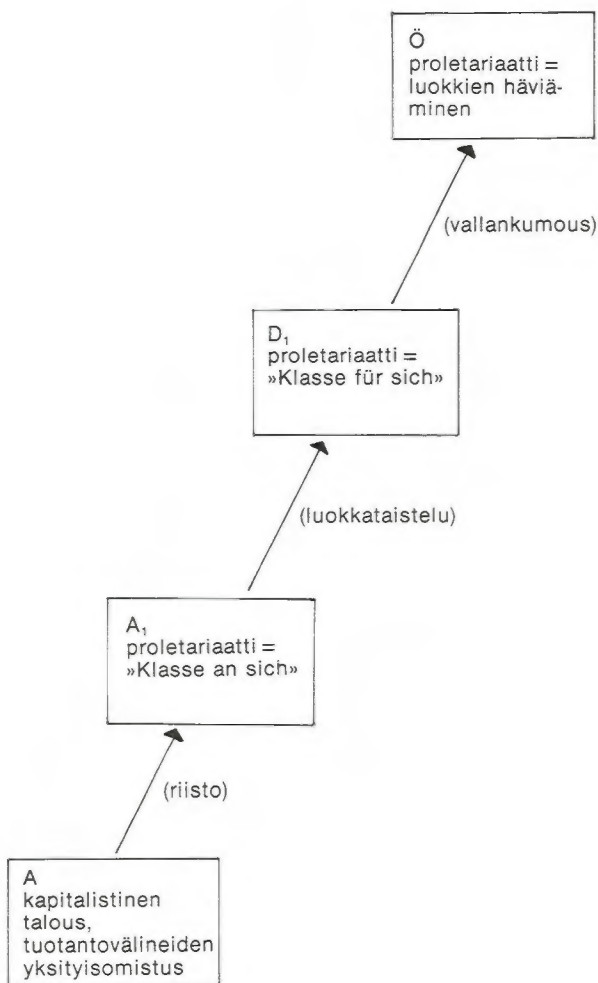 Ö
proletariaatti =
luokkien häviä-
minen
(vallankumous)
D₁
proletariaatti =
»Klasse für sich»
(luokkataistelu)
A₁
proletariaatti =
»Klasse an sich»
(riisto)
A
kapitalistinen
talous,
tuotantovälineiden
yksityisomistus